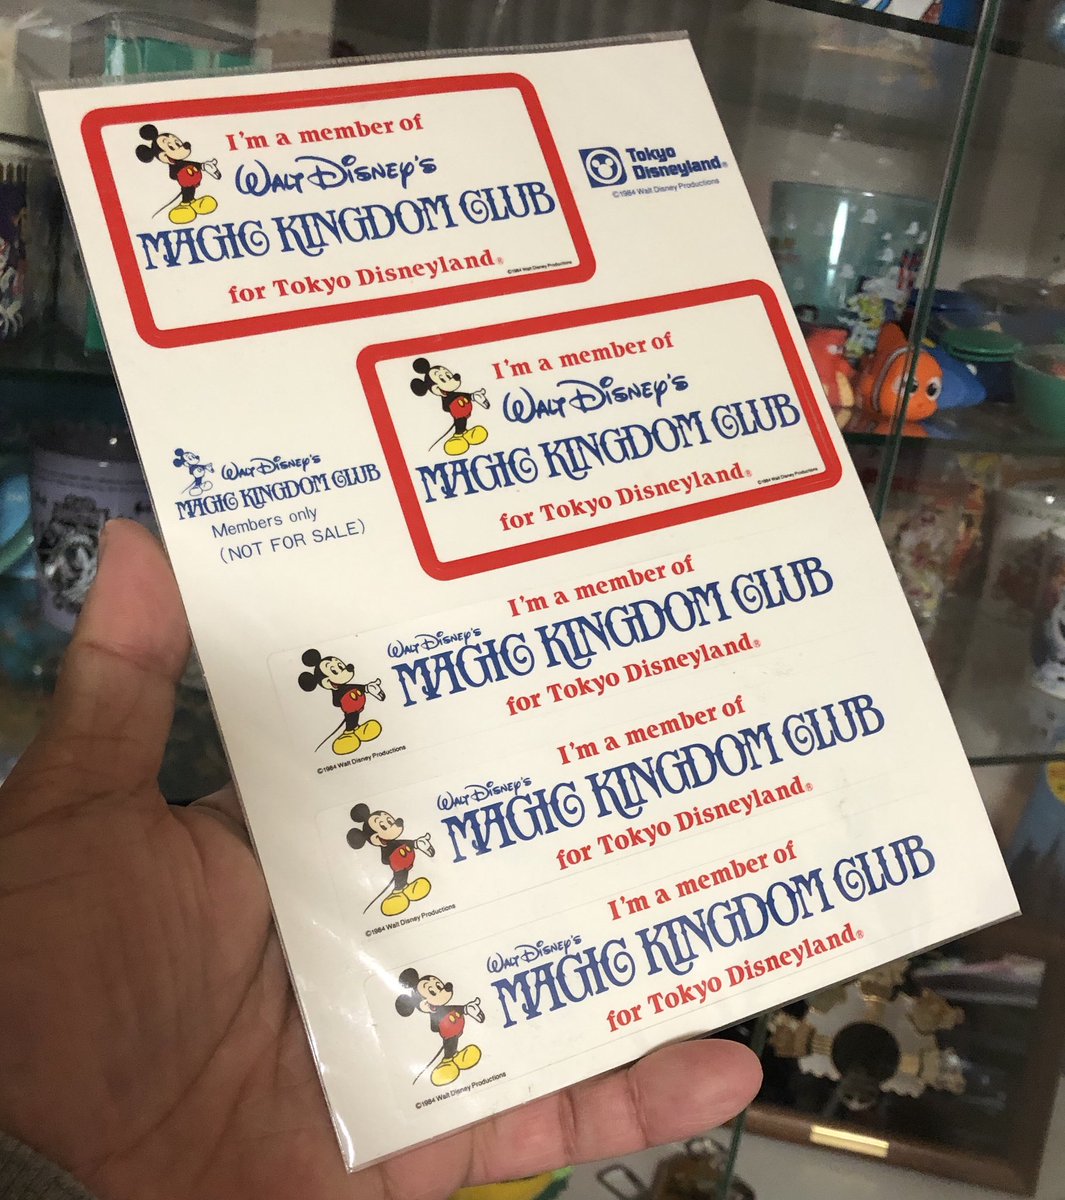 I'm a member of
WALT DISNEY'S
MAGIC KINGDOM CLUB
for Tokyo Disneyland®
©1984 Walt Disney Productions
Tokyo
Disneyland®
©1984 Walt Disney Productions
I'm a member of
WALT DISNEY'S
MAGIC KINGDOM CLUB
for Tokyo Disneyland®
©1984 Walt Disney Productions
WALT DISNEY'S
MAGIC KINGDOM CLUB
Members only
(NOT FOR SALE)
I'm a member of
WALT DISNEY'S
MAGIC KINGDOM CLUB
for Tokyo Disneyland®
©1984 Walt Disney Productions
I'm a member of
WALT DISNEY'S
MAGIC KINGDOM CLUB
for Tokyo Disneyland®
©1984 Walt Disney Productions
I'm a member of
WALT DISNEY'S
MAGIC KINGDOM CLUB
for Tokyo Disneyland®
©1984 Walt Disney Productions